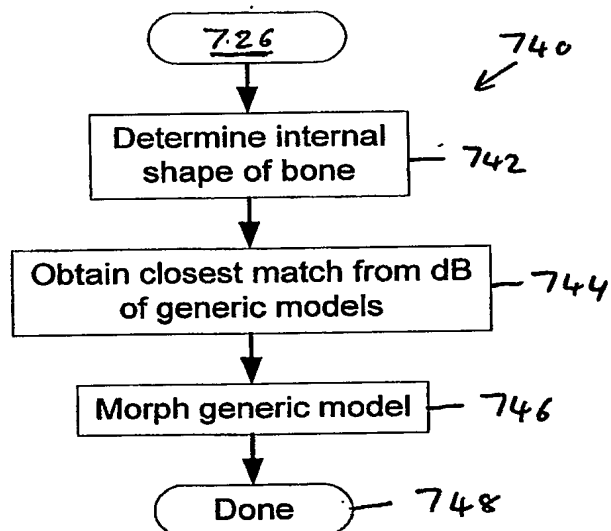 7.26
740
Determine internal
shape of bone
742
Obtain closest match from dB
of generic models
744
Morph generic model
746
Done
748